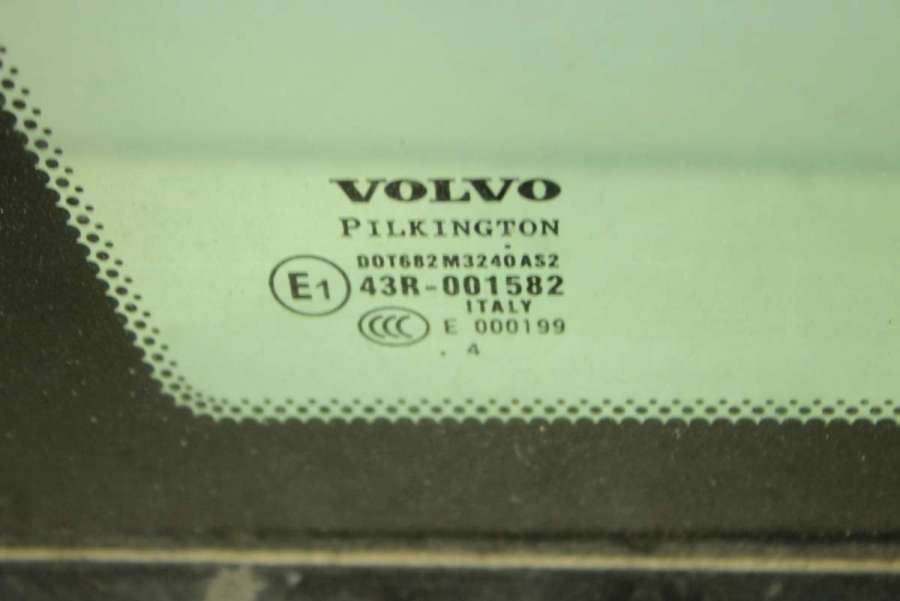 VOLVO
PILKINGTON
DOT682M3240AS2
E1 43R-001582
ITALY
CCC E 000199
. 4